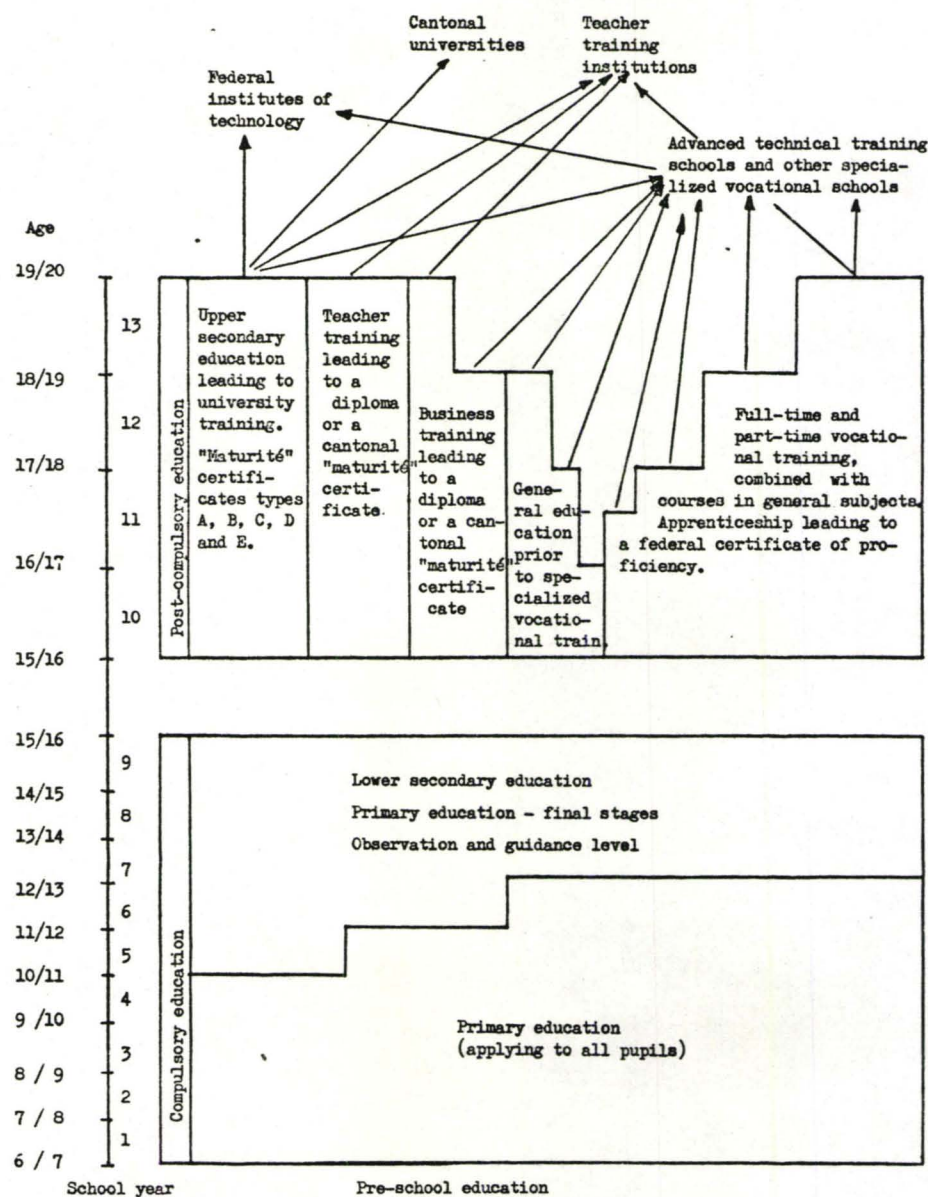 Cantonal
universities
Teacher
training
institutions
Federal
institutes of
technology
Advanced technical training
schools and other specia-
lized vocational schools
Age
19/20
18/19
17/18
16/17
15/16
13
12
11
10
Post-compulsory education
Upper
secondary
education
leading to
university
training.
"Maturité"
certifi-
cates types
A, B, C, D
and E.
Teacher
training
leading
to a
diploma
or a
cantonal
"maturité"
certi-
ficate.
Business
training
leading
to a
diploma
or a can-
tonal
"maturité"
certifi-
cate
Gene-
ral edu-
cation
prior
to spe-
cialized
vocatio-
nal train
Full-time and
part-time vocatio-
nal training,
combined with
courses in general subjects.
Apprenticeship leading to
a federal certificate of pro-
ficiency.
15/16
14/15
13/14
12/13
11/12
10/11
9 /10
8 / 9
7 / 8
6 / 7
9
8
7
6
5
4
3
2
1
Compulsory education
Lower secondary education
Primary education - final stages
Observation and guidance level
Primary education
(applying to all pupils)
School year
Pre-school education